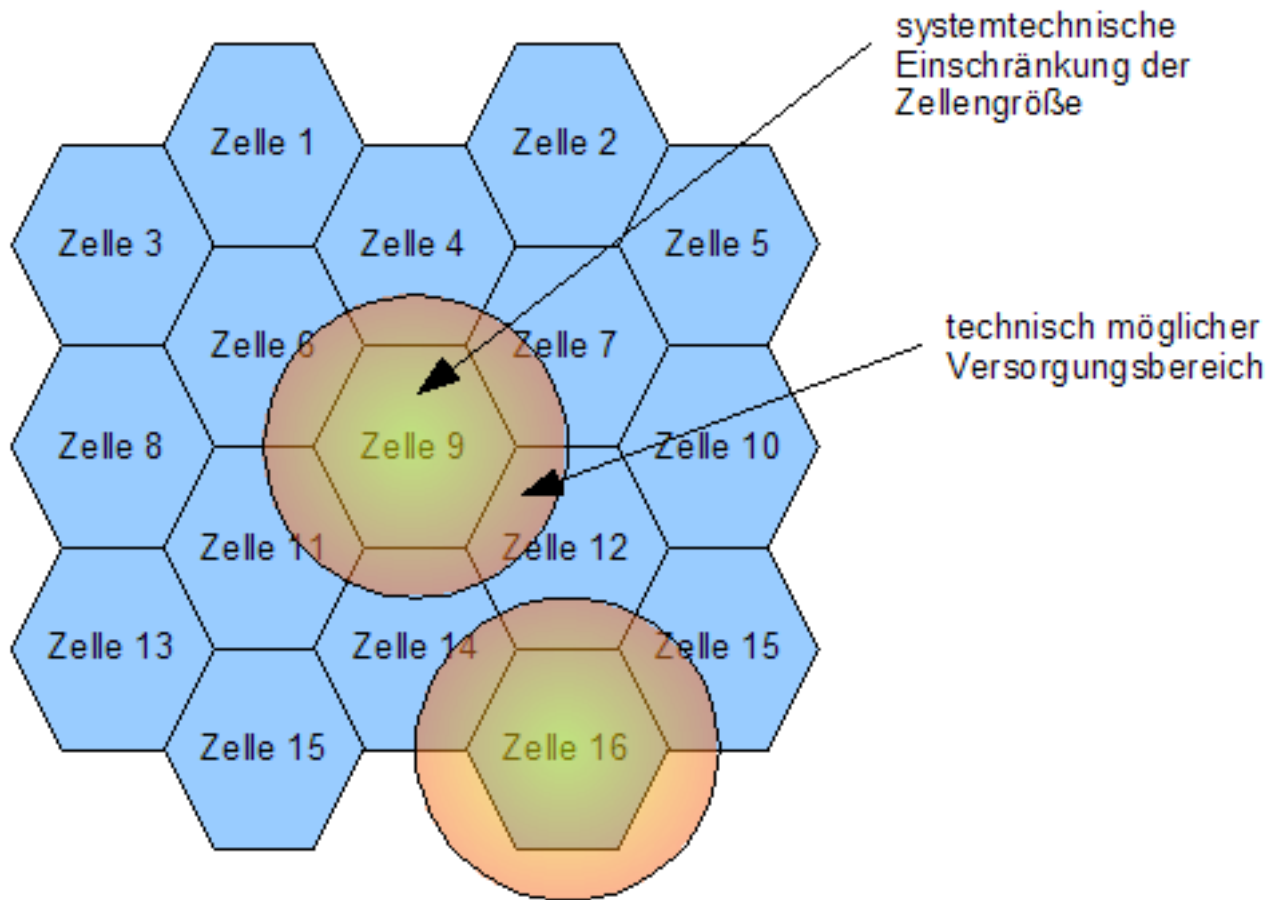 systemtechnische
Einschränkung der
Zellengröße
Zelle 1
Zelle 2
Zelle 3
Zelle 4
Zelle 5
Zelle 6
Zelle 7
technisch möglicher
Versorgungsbereich
Zelle 8
Zelle 9
Zelle 10
Zelle 11
Zelle 12
Zelle 13
Zelle 14
Zelle 15
Zelle 15
Zelle 16